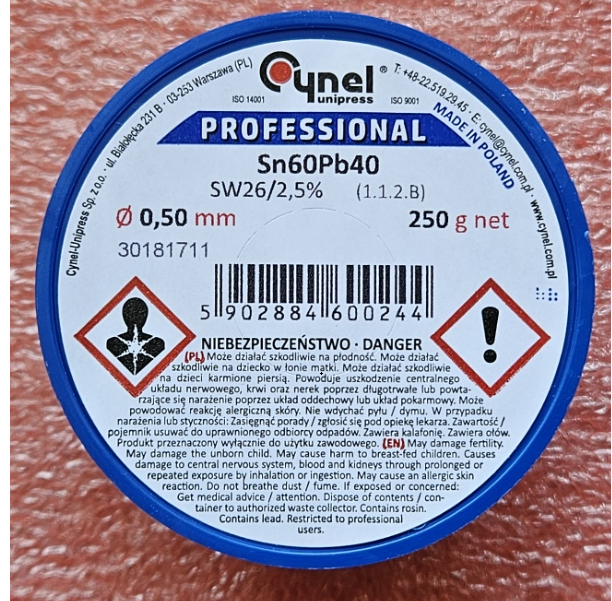 Cynel-Unipress Sp. z o.o. · ul. Białołęcka 231 B · 03-253 Warszawa (PL)
Cynel ®
unipress
ISO 14001
ISO 9001
T: +48-22.519.29.45 · E: cynel@cynel.com.pl · www.cynel.com.pl
MADE IN POLAND
PROFESSIONAL
Sn60Pb40
SW26/2,5% (1.1.2.B)
Ø 0,50 mm 250 g net
30181711
5 902884 600244
NIEBEZPIECZEŃSTWO · DANGER
(PL) Może działać szkodliwie na płodność. Może działać
szkodliwie na dziecko w łonie matki. Może działać szkodliwie
na dzieci karmione piersią. Powoduje uszkodzenie centralnego
układu nerwowego, krwi oraz nerek poprzez długotrwałe lub powta-
rzające się narażenie poprzez układ oddechowy lub układ pokarmowy. Może
powodować reakcję alergiczną skóry. Nie wdychać pyłu / dymu. W przypadku
narażenia lub styczności: Zasięgnąć porady / zgłosić się pod opiekę lekarza. Zawartość /
pojemnik usuwać do uprawnionego odbiorcy odpadów. Zawiera kalafonię. Zawiera ołów.
Produkt przeznaczony wyłącznie do użytku zawodowego. (EN) May damage fertility.
May damage the unborn child. May cause harm to breast-fed children. Causes
damage to central nervous system, blood and kidneys through prolonged or
repeated exposure by inhalation or ingestion. May cause an allergic skin
reaction. Do not breathe dust / fume. If exposed or concerned:
Get medical advice / attention. Dispose of contents / con-
tainer to authorized waste collector. Contains rosin.
Contains lead. Restricted to professional
users.